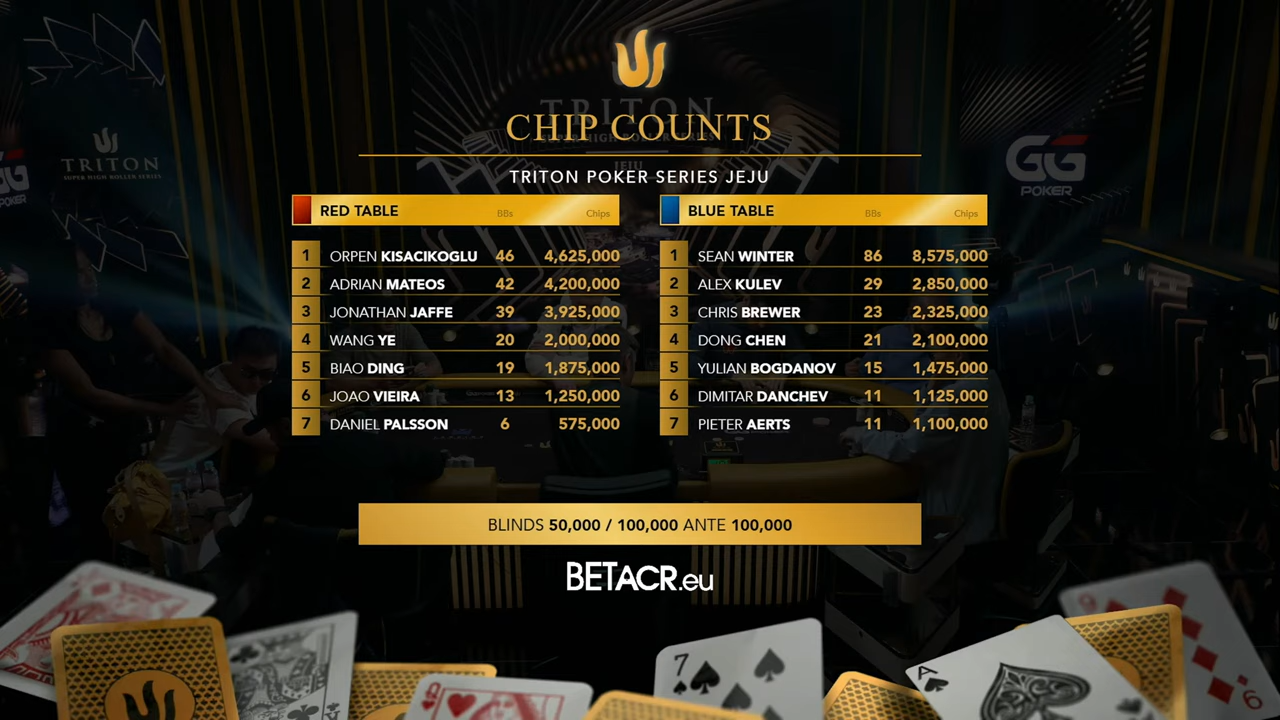 TRITON
CHIP COUNTS
TRITON POKER SERIES JEJU
TRITON
SUPER HIGH ROLLER SERIES
GG
POKER
POKER
RED TABLE BBs Chips
1 ORPEN KISACIKOGLU 46 4,625,000
2 ADRIAN MATEOS 42 4,200,000
3 JONATHAN JAFFE 39 3,925,000
4 WANG YE 20 2,000,000
5 BIAO DING 19 1,875,000
6 JOAO VIEIRA 13 1,250,000
7 DANIEL PALSSON 6 575,000
BLUE TABLE BBs Chips
1 SEAN WINTER 86 8,575,000
2 ALEX KULEV 29 2,850,000
3 CHRIS BREWER 23 2,325,000
4 DONG CHEN 21 2,100,000
5 YULIAN BOGDANOV 15 1,475,000
6 DIMITAR DANCHEV 11 1,125,000
7 PIETER AERTS 11 1,100,000
BLINDS 50,000 / 100,000 ANTE 100,000
BETACR.eu
7
A
Q
9